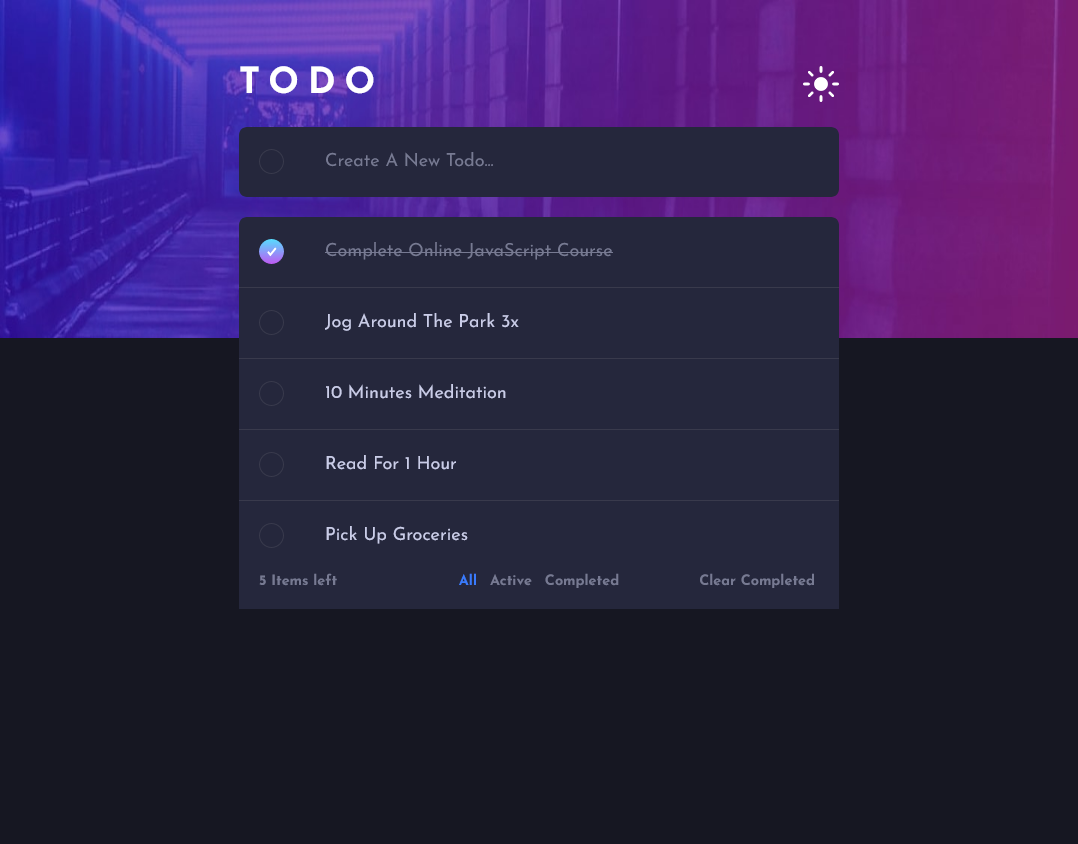 TODO
Create A New Todo...
Complete Online JavaScript Course
Jog Around The Park 3x
10 Minutes Meditation
Read For 1 Hour
Pick Up Groceries
5 Items left All Active Completed Clear Completed